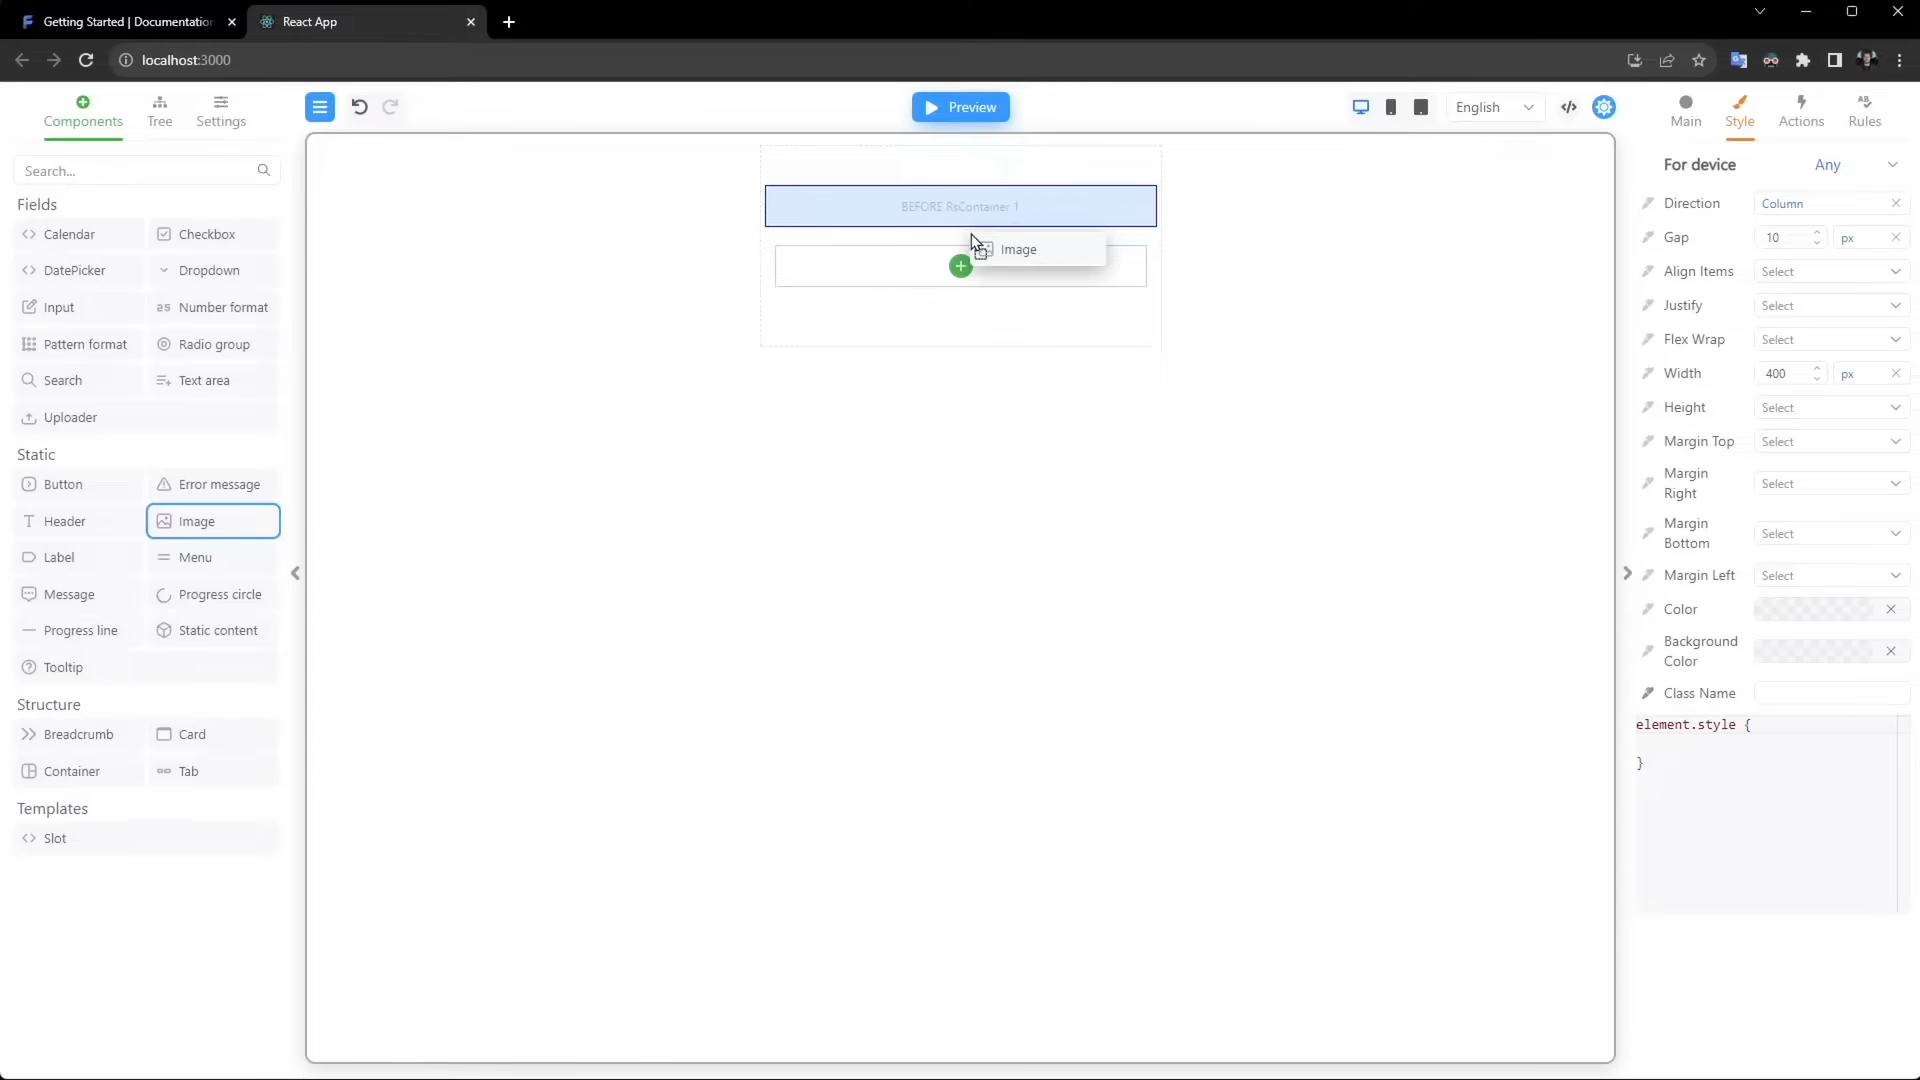 Getting Started | Documentation
React App
localhost:3000
Components
Tree
Settings
Preview
English
Main
Style
Actions
Rules
Search...
For device
Any
Fields
Direction
Column
Calendar
Checkbox
BEFORE RsContainer 1
Gap
10
px
Image
DatePicker
Dropdown
Align Items
Select
Input
Number format
Justify
Select
Pattern format
Radio group
Flex Wrap
Select
Search
Text area
Width
400
px
Uploader
Height
Select
Static
Margin Top
Select
Button
Error message
Margin
Right
Select
Header
Image
Margin
Bottom
Select
Label
Menu
Margin Left
Select
Message
Progress circle
Color
Progress line
Static content
Background
Color
Tooltip
Class Name
Structure
element.style {
Breadcrumb
Card
}
Container
Tab
Templates
Slot